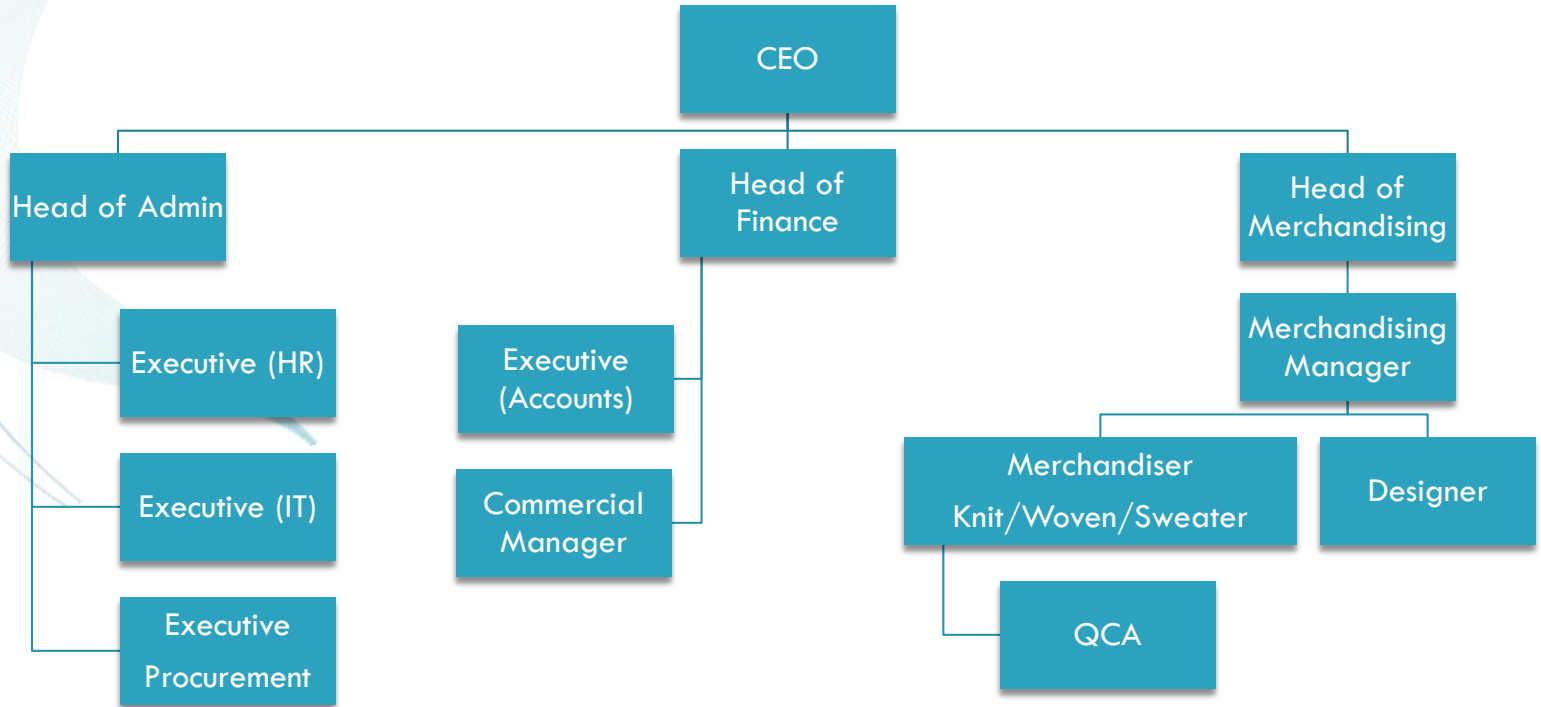 CEO
Head of Admin
Head of
Finance
Head of
Merchandising
Executive (HR)
Executive (IT)
Executive
Procurement
Executive
(Accounts)
Commercial
Manager
Merchandising
Manager
Merchandiser
Knit/Woven/Sweater
Designer
QCA